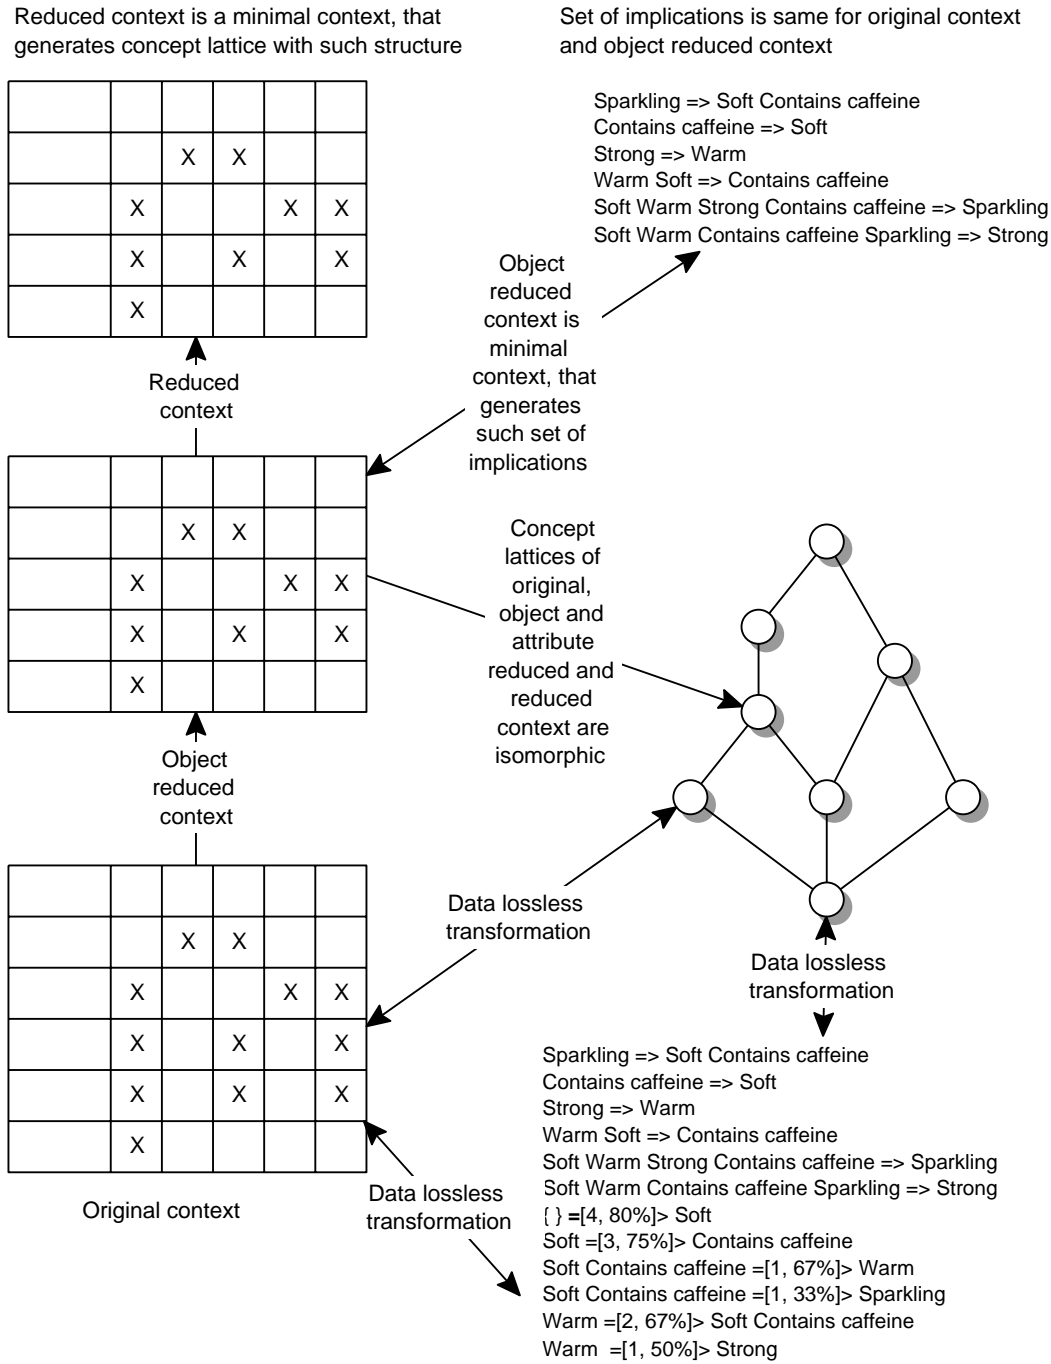 Reduced context is a minimal context, that
generates concept lattice with such structure
Set of implications is same for original context
and object reduced context
Sparkling => Soft Contains caffeine
Contains caffeine => Soft
Strong => Warm
Warm Soft => Contains caffeine
Soft Warm Strong Contains caffeine => Sparkling
Soft Warm Contains caffeine Sparkling => Strong
X X
X X X
X X X
X
Reduced
context
Object
reduced
context is
minimal
context, that
generates
such set of
implications
X X
X X X
X X X
X
Concept
lattices of
original,
object and
attribute
reduced and
reduced
context are
isomorphic
Object
reduced
context
X X
X X X
X X X
X X X
X
Original context
Data lossless
transformation
Data lossless
transformation
Data lossless
transformation
Sparkling => Soft Contains caffeine
Contains caffeine => Soft
Strong => Warm
Warm Soft => Contains caffeine
Soft Warm Strong Contains caffeine => Sparkling
Soft Warm Contains caffeine Sparkling => Strong
{ } =[4, 80%]> Soft
Soft =[3, 75%]> Contains caffeine
Soft Contains caffeine =[1, 67%]> Warm
Soft Contains caffeine =[1, 33%]> Sparkling
Warm =[2, 67%]> Soft Contains caffeine
Warm =[1, 50%]> Strong